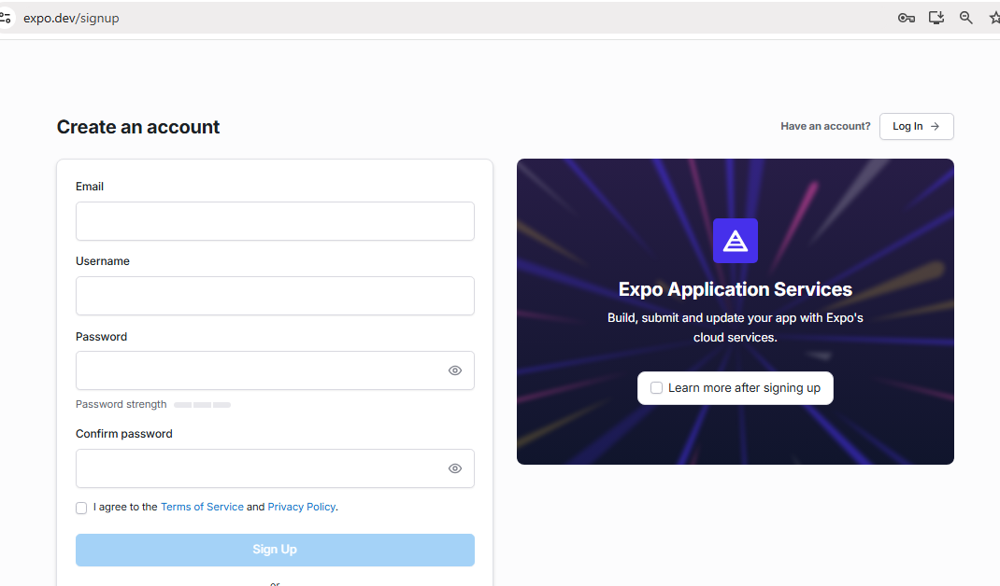 expo.dev/signup
Create an account
Have an account?
Log In →
Email
Username
Password
Password strength
Confirm password
I agree to the Terms of Service and Privacy Policy.
Sign Up
or
Expo Application Services
Build, submit and update your app with Expo's
cloud services.
Learn more after signing up